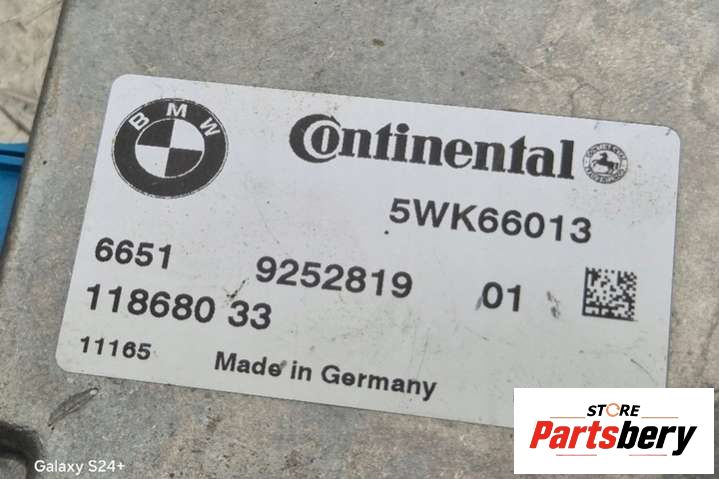 BMW
Continental
5WK66013
6651 9252819 01
118680 33
11165 Made in Germany
STORE
Partsbery
Galaxy S24+